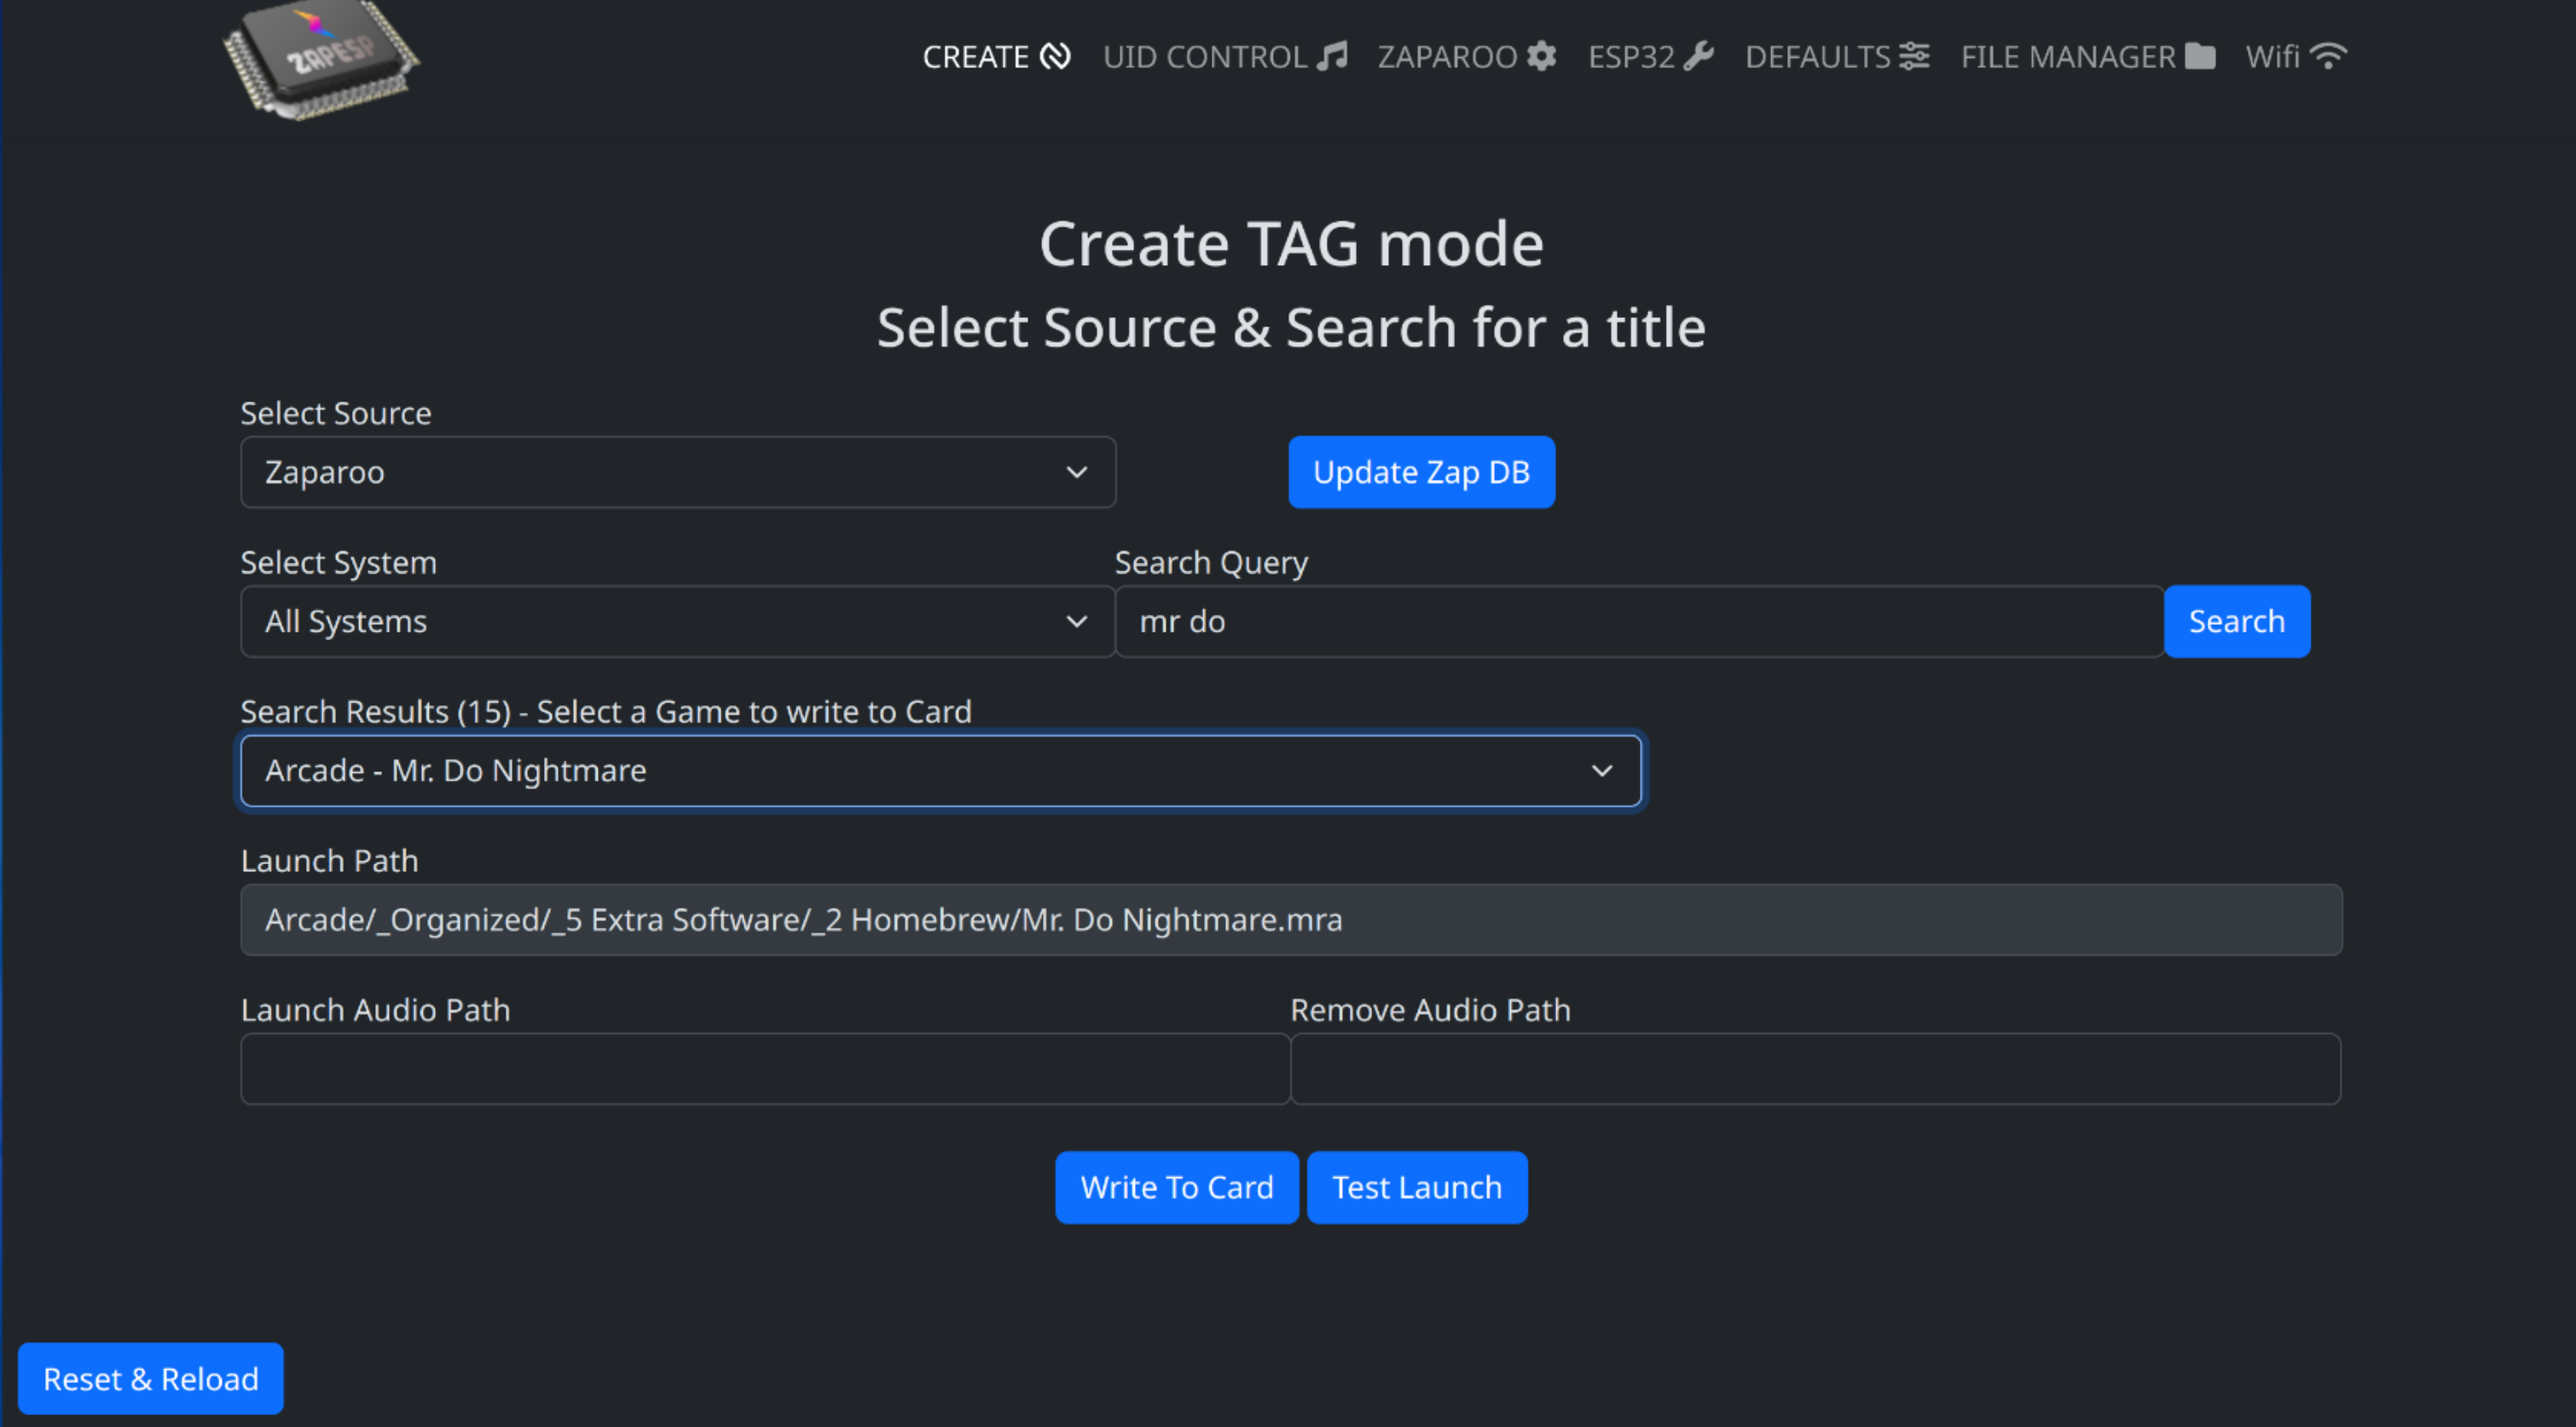 ZAPESP
CREATE UID CONTROL ZAPAROO ESP32 DEFAULTS FILE MANAGER Wifi
Create TAG mode
Select Source & Search for a title
Select Source
Zaparoo Update Zap DB
Select System Search Query
All Systems mr do Search
Search Results (15) - Select a Game to write to Card
Arcade - Mr. Do Nightmare
Launch Path
Arcade/_Organized/_5 Extra Software/_2 Homebrew/Mr. Do Nightmare.mra
Launch Audio Path Remove Audio Path
Write To Card Test Launch
Reset & Reload